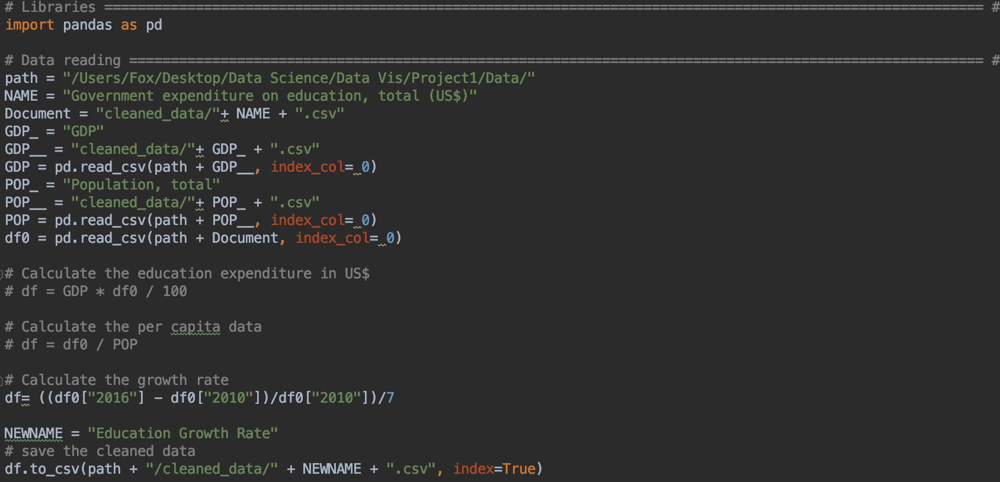 # Libraries ========================================================================================================== #
import pandas as pd
# Data reading ======================================================================================================= #
path = "/Users/Fox/Desktop/Data Science/Data Vis/Project1/Data/"
NAME = "Government expenditure on education, total (US$)"
Document = "cleaned_data/"+ NAME + ".csv"
GDP_ = "GDP"
GDP__ = "cleaned_data/"+ GDP_ + ".csv"
GDP = pd.read_csv(path + GDP__, index_col= 0)
POP_ = "Population, total"
POP__ = "cleaned_data/"+ POP_ + ".csv"
POP = pd.read_csv(path + POP__, index_col= 0)
df0 = pd.read_csv(path + Document, index_col= 0)
# Calculate the education expenditure in US$
# df = GDP * df0 / 100
# Calculate the per capita data
# df = df0 / POP
# Calculate the growth rate
df= ((df0["2016"] - df0["2010"])/df0["2010"])/7
NEWNAME = "Education Growth Rate"
# save the cleaned data
df.to_csv(path + "/cleaned_data/" + NEWNAME + ".csv", index=True)